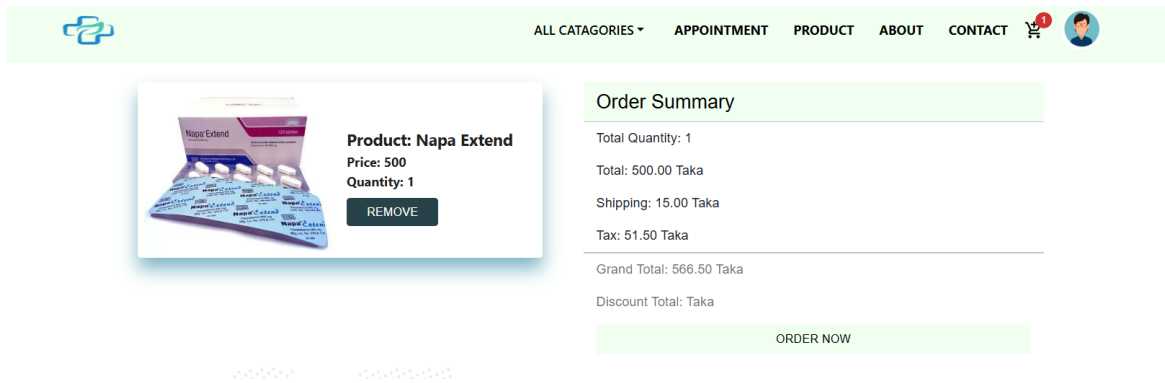 ALL CATAGORIES APPOINTMENT PRODUCT ABOUT CONTACT 1
Napa Extend
Product: Napa Extend
Price: 500
Quantity: 1
REMOVE
Order Summary
Total Quantity: 1
Total: 500.00 Taka
Shipping: 15.00 Taka
Tax: 51.50 Taka
Grand Total: 566.50 Taka
Discount Total: Taka
ORDER NOW